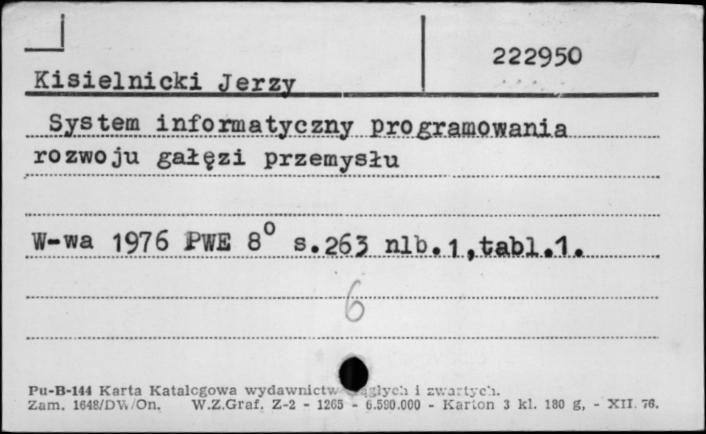 222950
Kisielnicki Jerzy
System informatyczny programowania
rozwoju gałęzi przemysłu
W-wa 1976 PWE 8° s.263 nlb.1,tabl.1.
6
Pu-B-144 Karta Katalogowa wydawnictw i zwartych.
Zam. 1648/DW/On. W.Z.Graf. Z-2 - 1265 - 6.590.000 - Karton 3 kl. 180 g, - XII. 76.